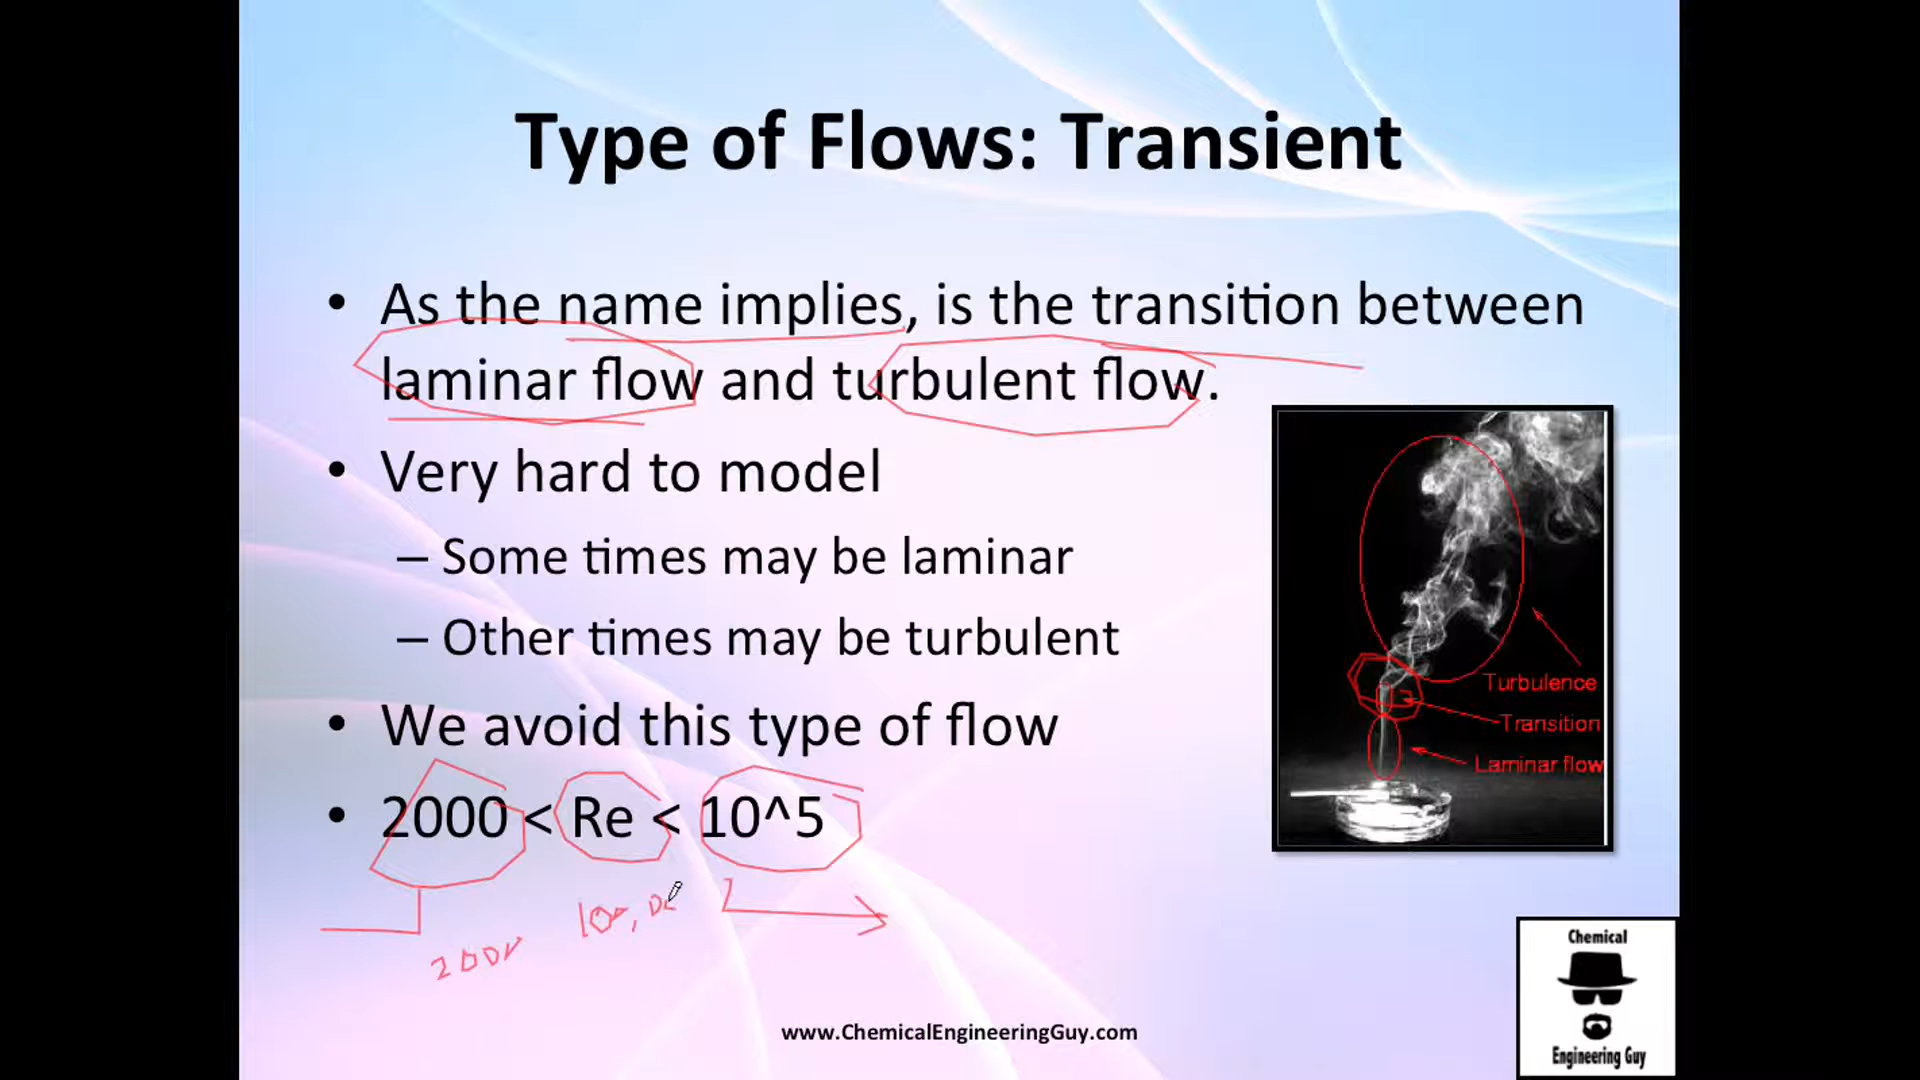 Type of Flows: Transient
• As the name implies, is the transition between
laminar flow and turbulent flow.
• Very hard to model
– Some times may be laminar
– Other times may be turbulent
• We avoid this type of flow
• 2000 < Re < 10^5
Turbulence
Transition
Laminar flow
2000
www.ChemicalEngineeringGuy.com
Chemical
Engineering Guy